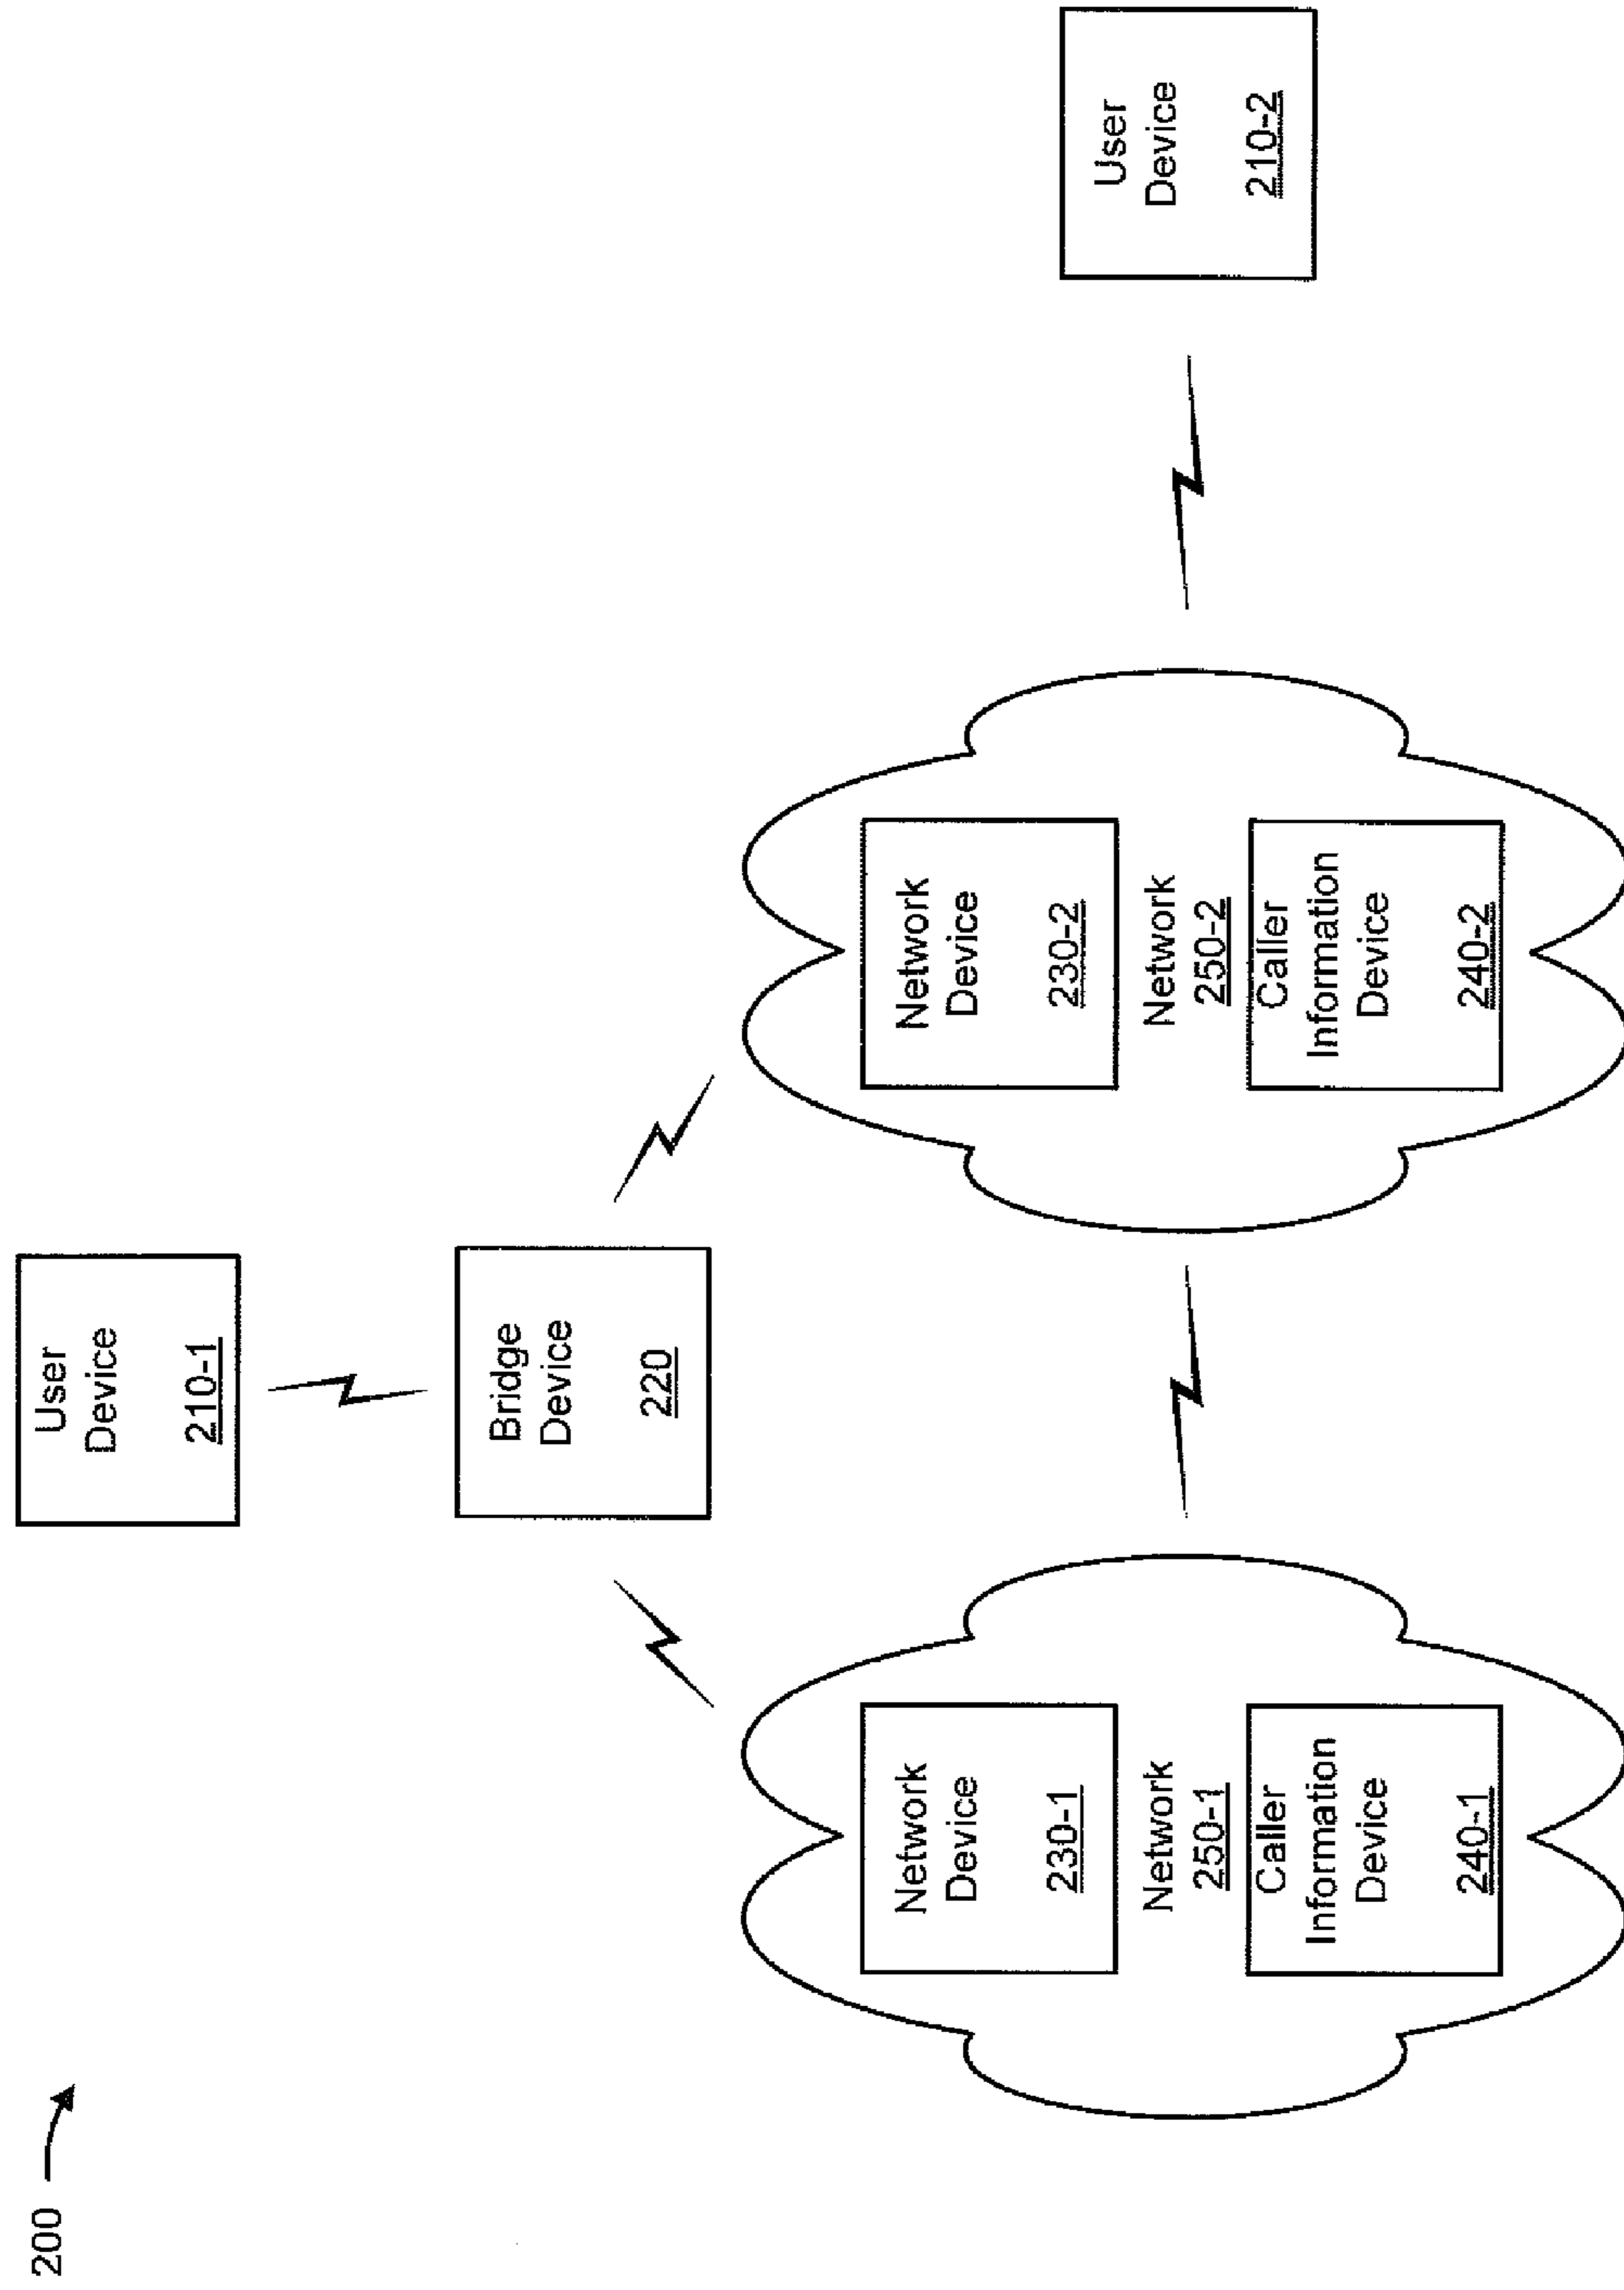 200
User
Device
210-1
Bridge
Device
220
Network
Device
230-1
Network
250-1
Caller
Information
Device
240-1
Network
Device
230-2
Network
250-2
Caller
Information
Device
240-2
User
Device
210-2